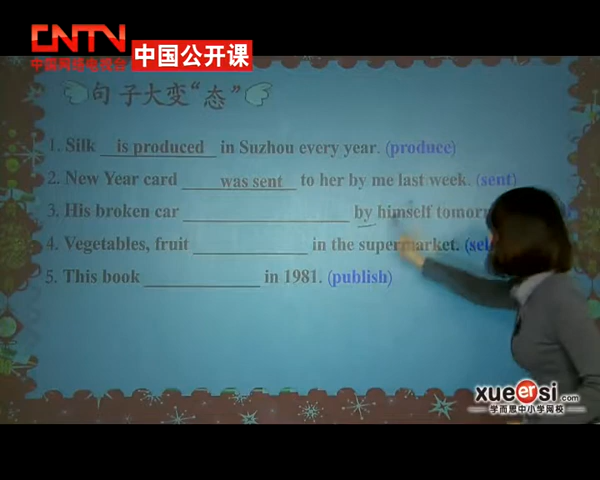 CNTV 中国公开课
中国网络电视台
句子大变“态”
1. Silk is produced in Suzhou every year. (produce)
2. New Year card was sent to her by me last week. (sent)
3. His broken car by himself tomorr
4. Vegetables, fruit in the supermarket. (sel
5. This book in 1981. (publish)
xueersi.com
学而思中小学网校